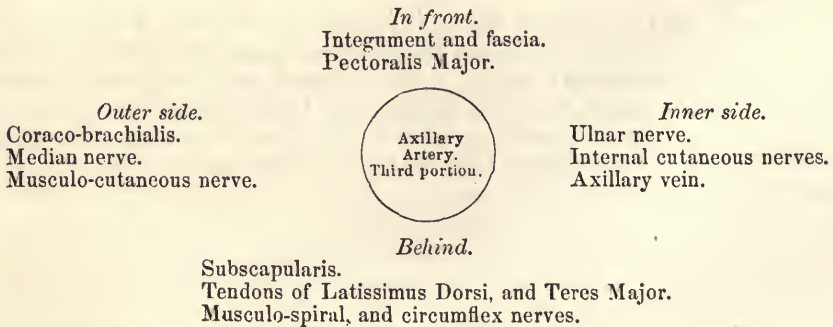 In front.
Integument and fascia.
Pectoralis Major.
Outer side.
Coraco-brachialis.
Median nerve.
Musculo-cutaneous nerve.
Axillary
Artery.
Third portiou.
Inner side.
Ulnar nerve.
Internal cutaneous nerves.
Axillary vein.
Behind.
Subscapularis.
Tendons of Latissimus Dorsi, and Teres Major.
Musculo-spiral, and circumflex nerves.